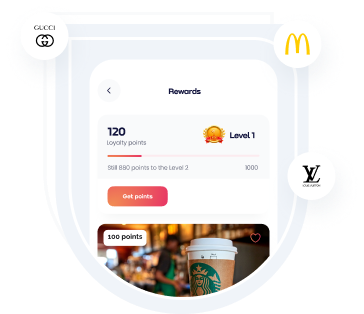 GUCCI
Rewards
120
Loyalty points
Level 1
Still 880 points to the Level 2
1000
Get points
LOUIS VUITTON
100 points